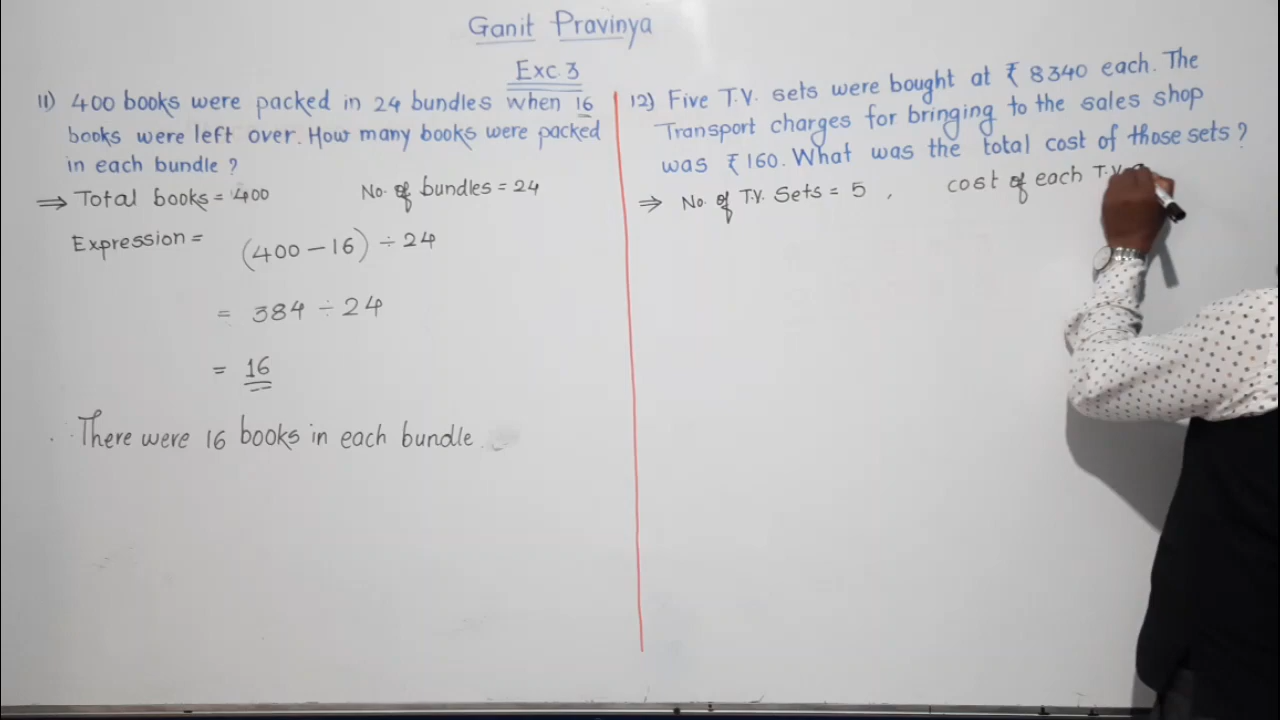 Ganit Pravinya
Exc. 3
11) 400 books were packed in 24 bundles when 16
books were left over. How many books were packed
in each bundle ?
⇒ Total books = 400 No. of bundles = 24
Expression = (400 − 16) ÷ 24
= 384 ÷ 24
= 16
There were 16 books in each bundle.
12) Five T.V. sets were bought at ₹ 8340 each. The
Transport charges for bringing to the sales shop
was ₹ 160. What was the total cost of those sets ?
⇒ No. of T.V. Sets = 5 , cost of each T.V